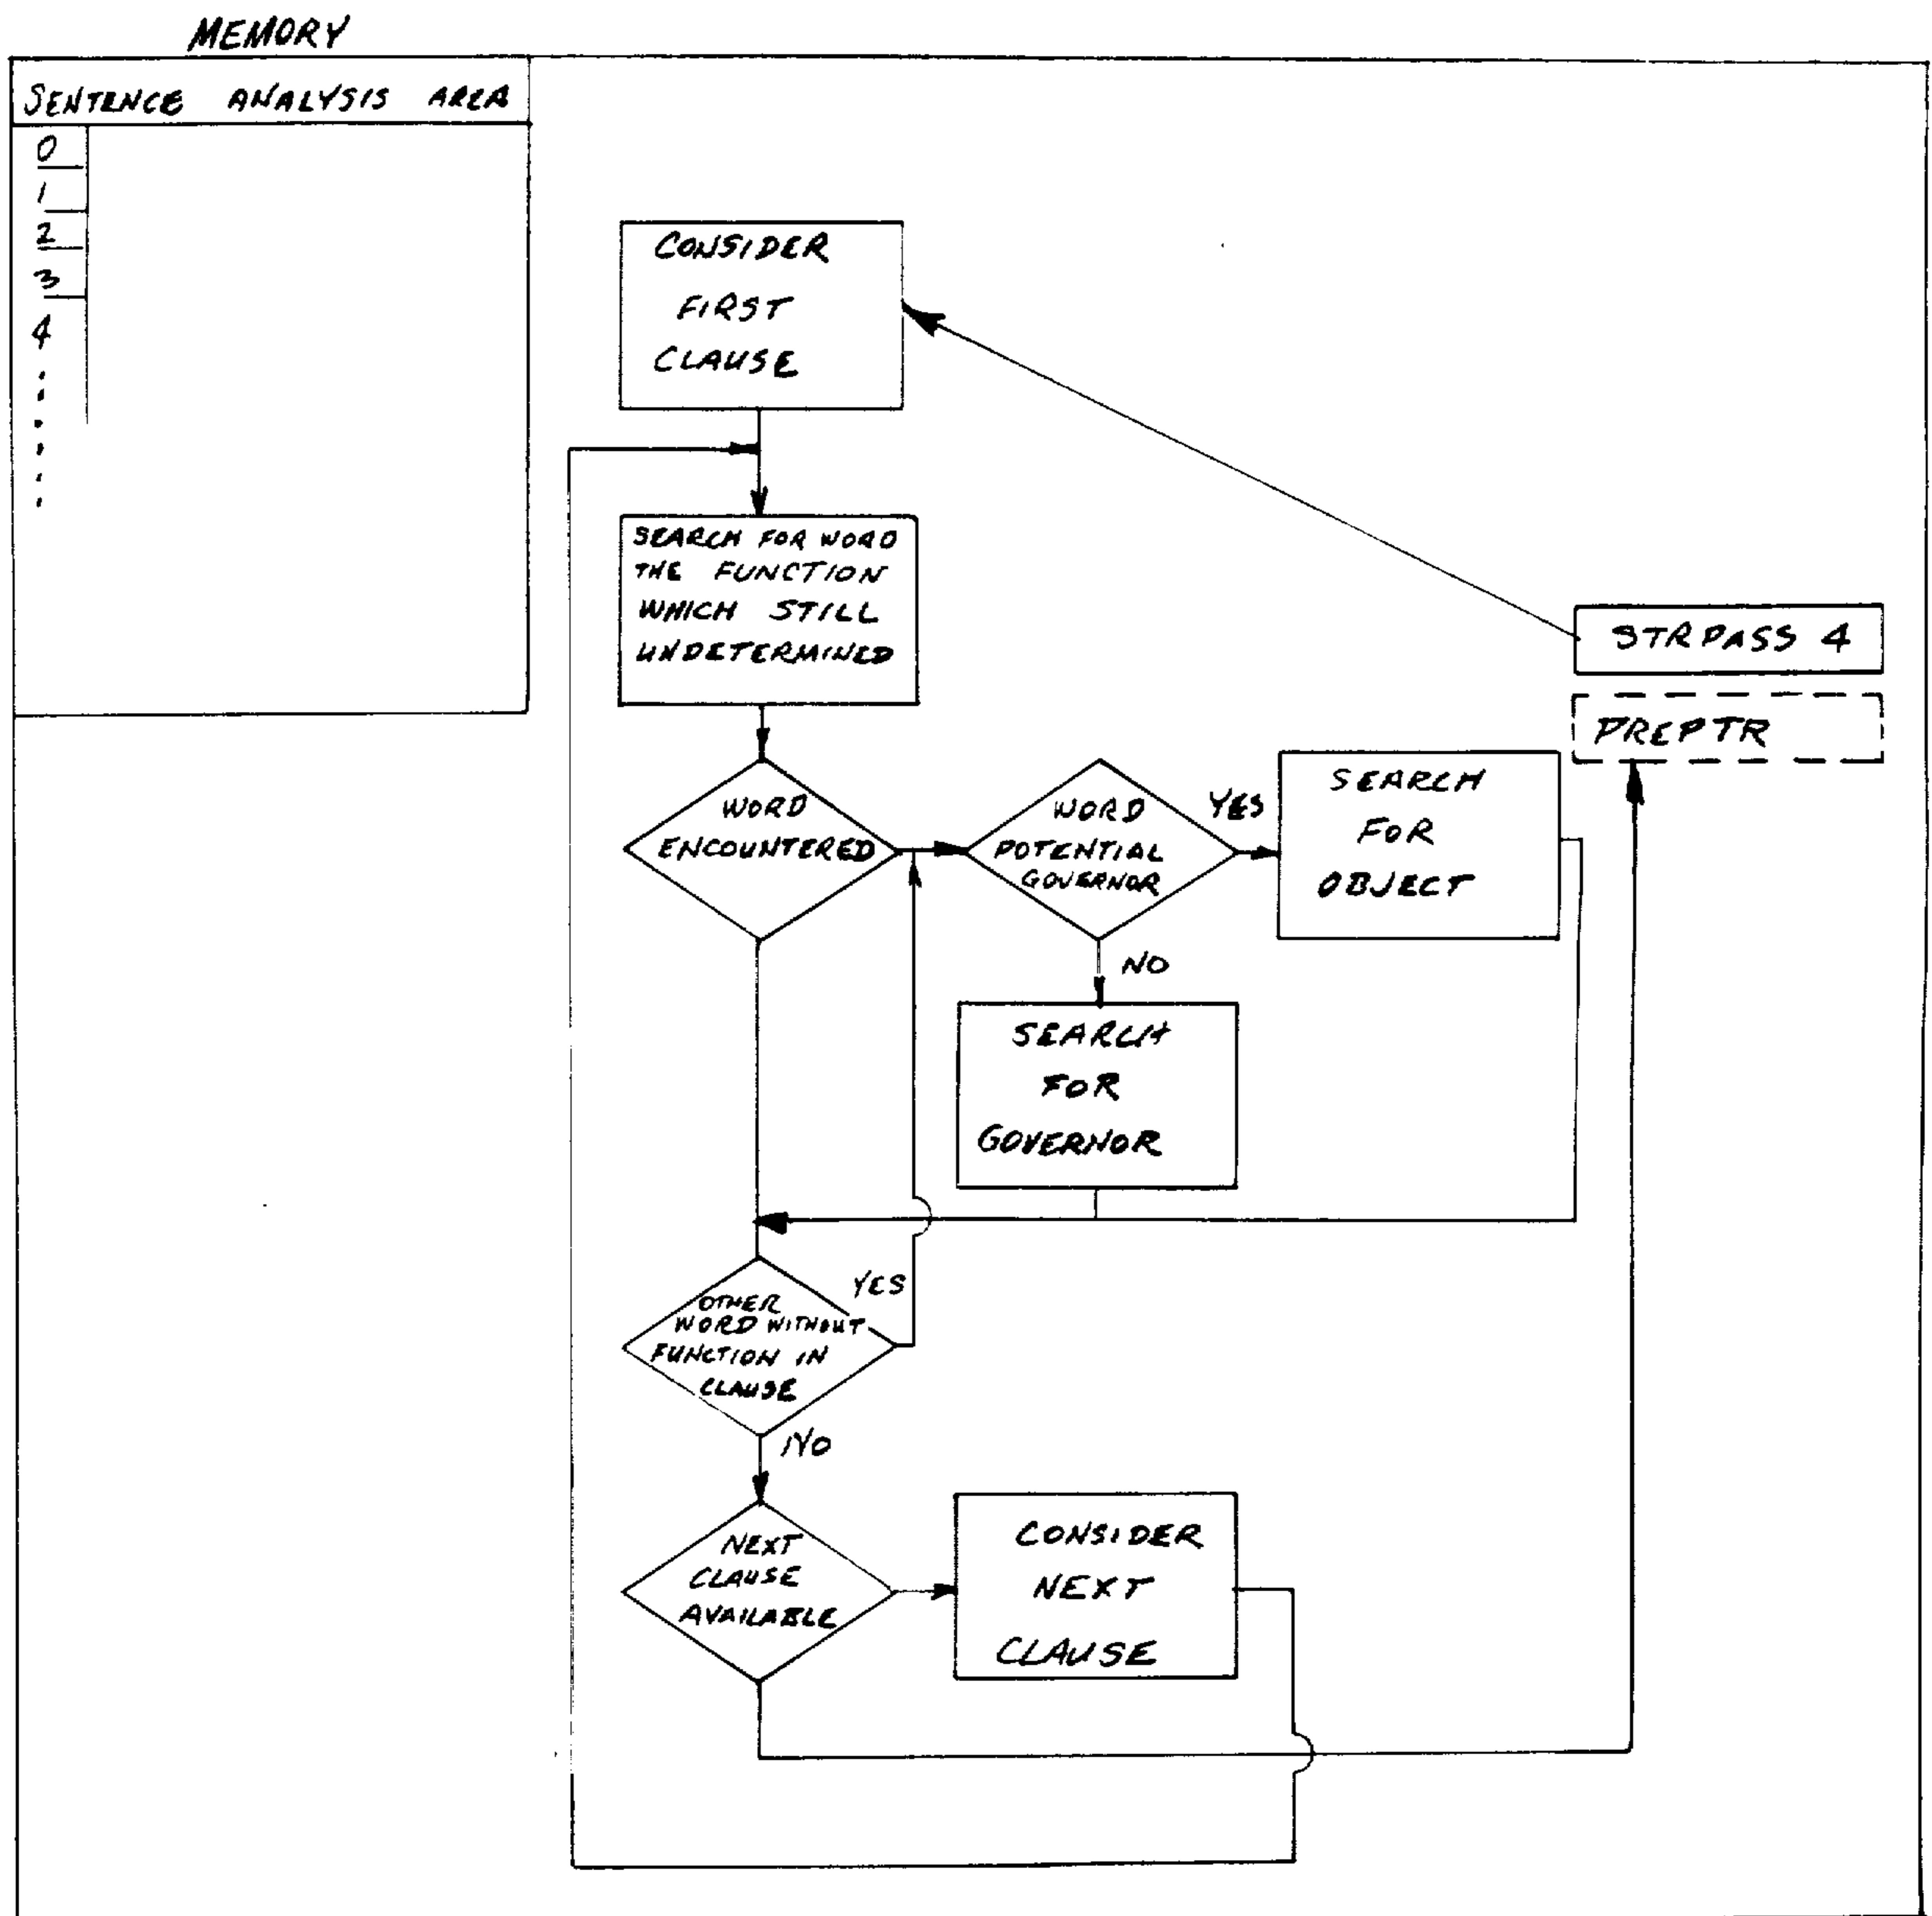 MEMORY
SENTENCE ANALYSIS AREA
0
1
2
3
4
CONSIDER
FIRST
CLAUSE
SEARCH FOR WORD
THE FUNCTION
WHICH STILL
UNDETERMINED
STRPASS 4
PREPTR
WORD
ENCOUNTERED
WORD
POTENTIAL
GOVERNOR
YES
SEARCH
FOR
OBJECT
NO
SEARCH
FOR
GOVERNOR
YES
OTHER
WORD WITHOUT
FUNCTION IN
CLAUSE
NO
NEXT
CLAUSE
AVAILABLE
CONSIDER
NEXT
CLAUSE